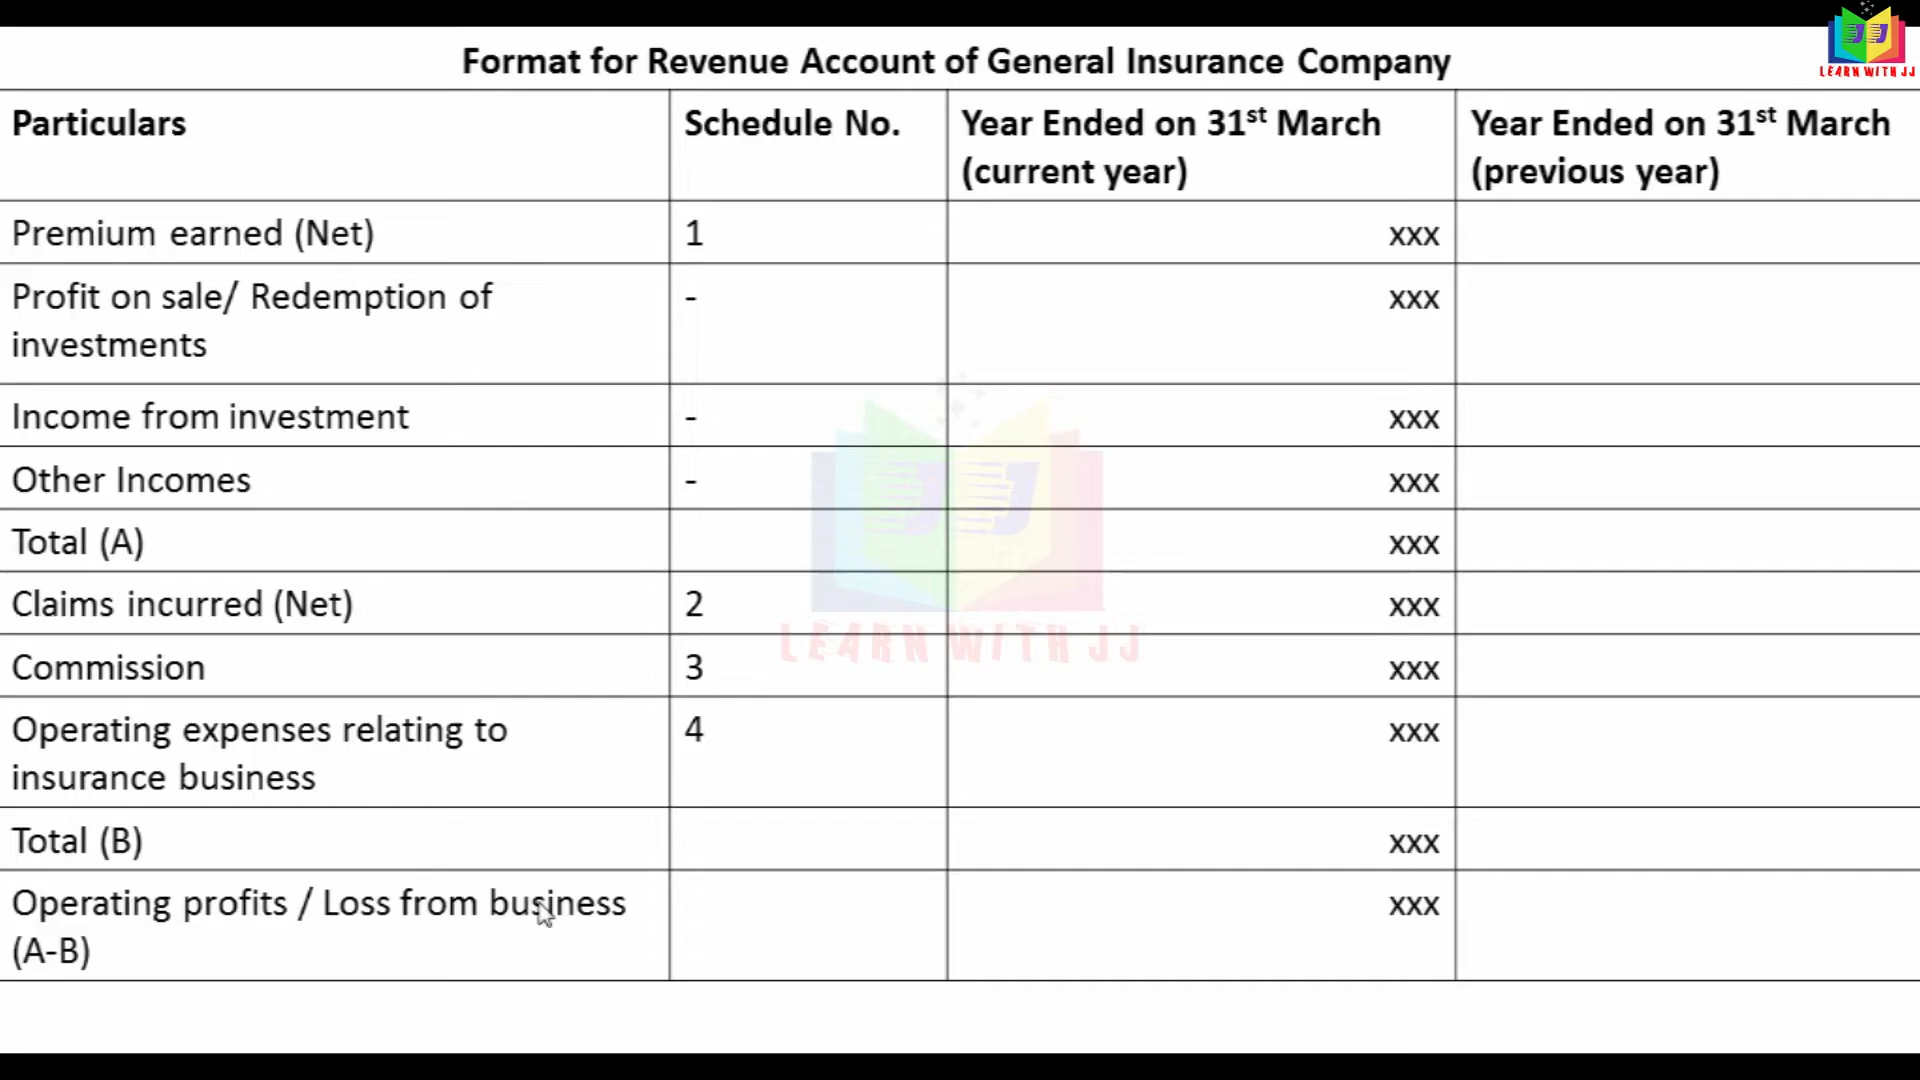 LEARN WITH JJ
Format for Revenue Account of General Insurance Company
Particulars
Schedule No.
Year Ended on 31st March
(current year)
Year Ended on 31st March
(previous year)
Premium earned (Net)
1
xxx
Profit on sale/ Redemption of
investments
-
xxx
Income from investment
-
xxx
Other Incomes
-
xxx
Total (A)
xxx
Claims incurred (Net)
2
xxx
LEARN WITH JJ
Commission
3
xxx
Operating expenses relating to
insurance business
4
xxx
Total (B)
xxx
Operating profits / Loss from business
(A-B)
xxx